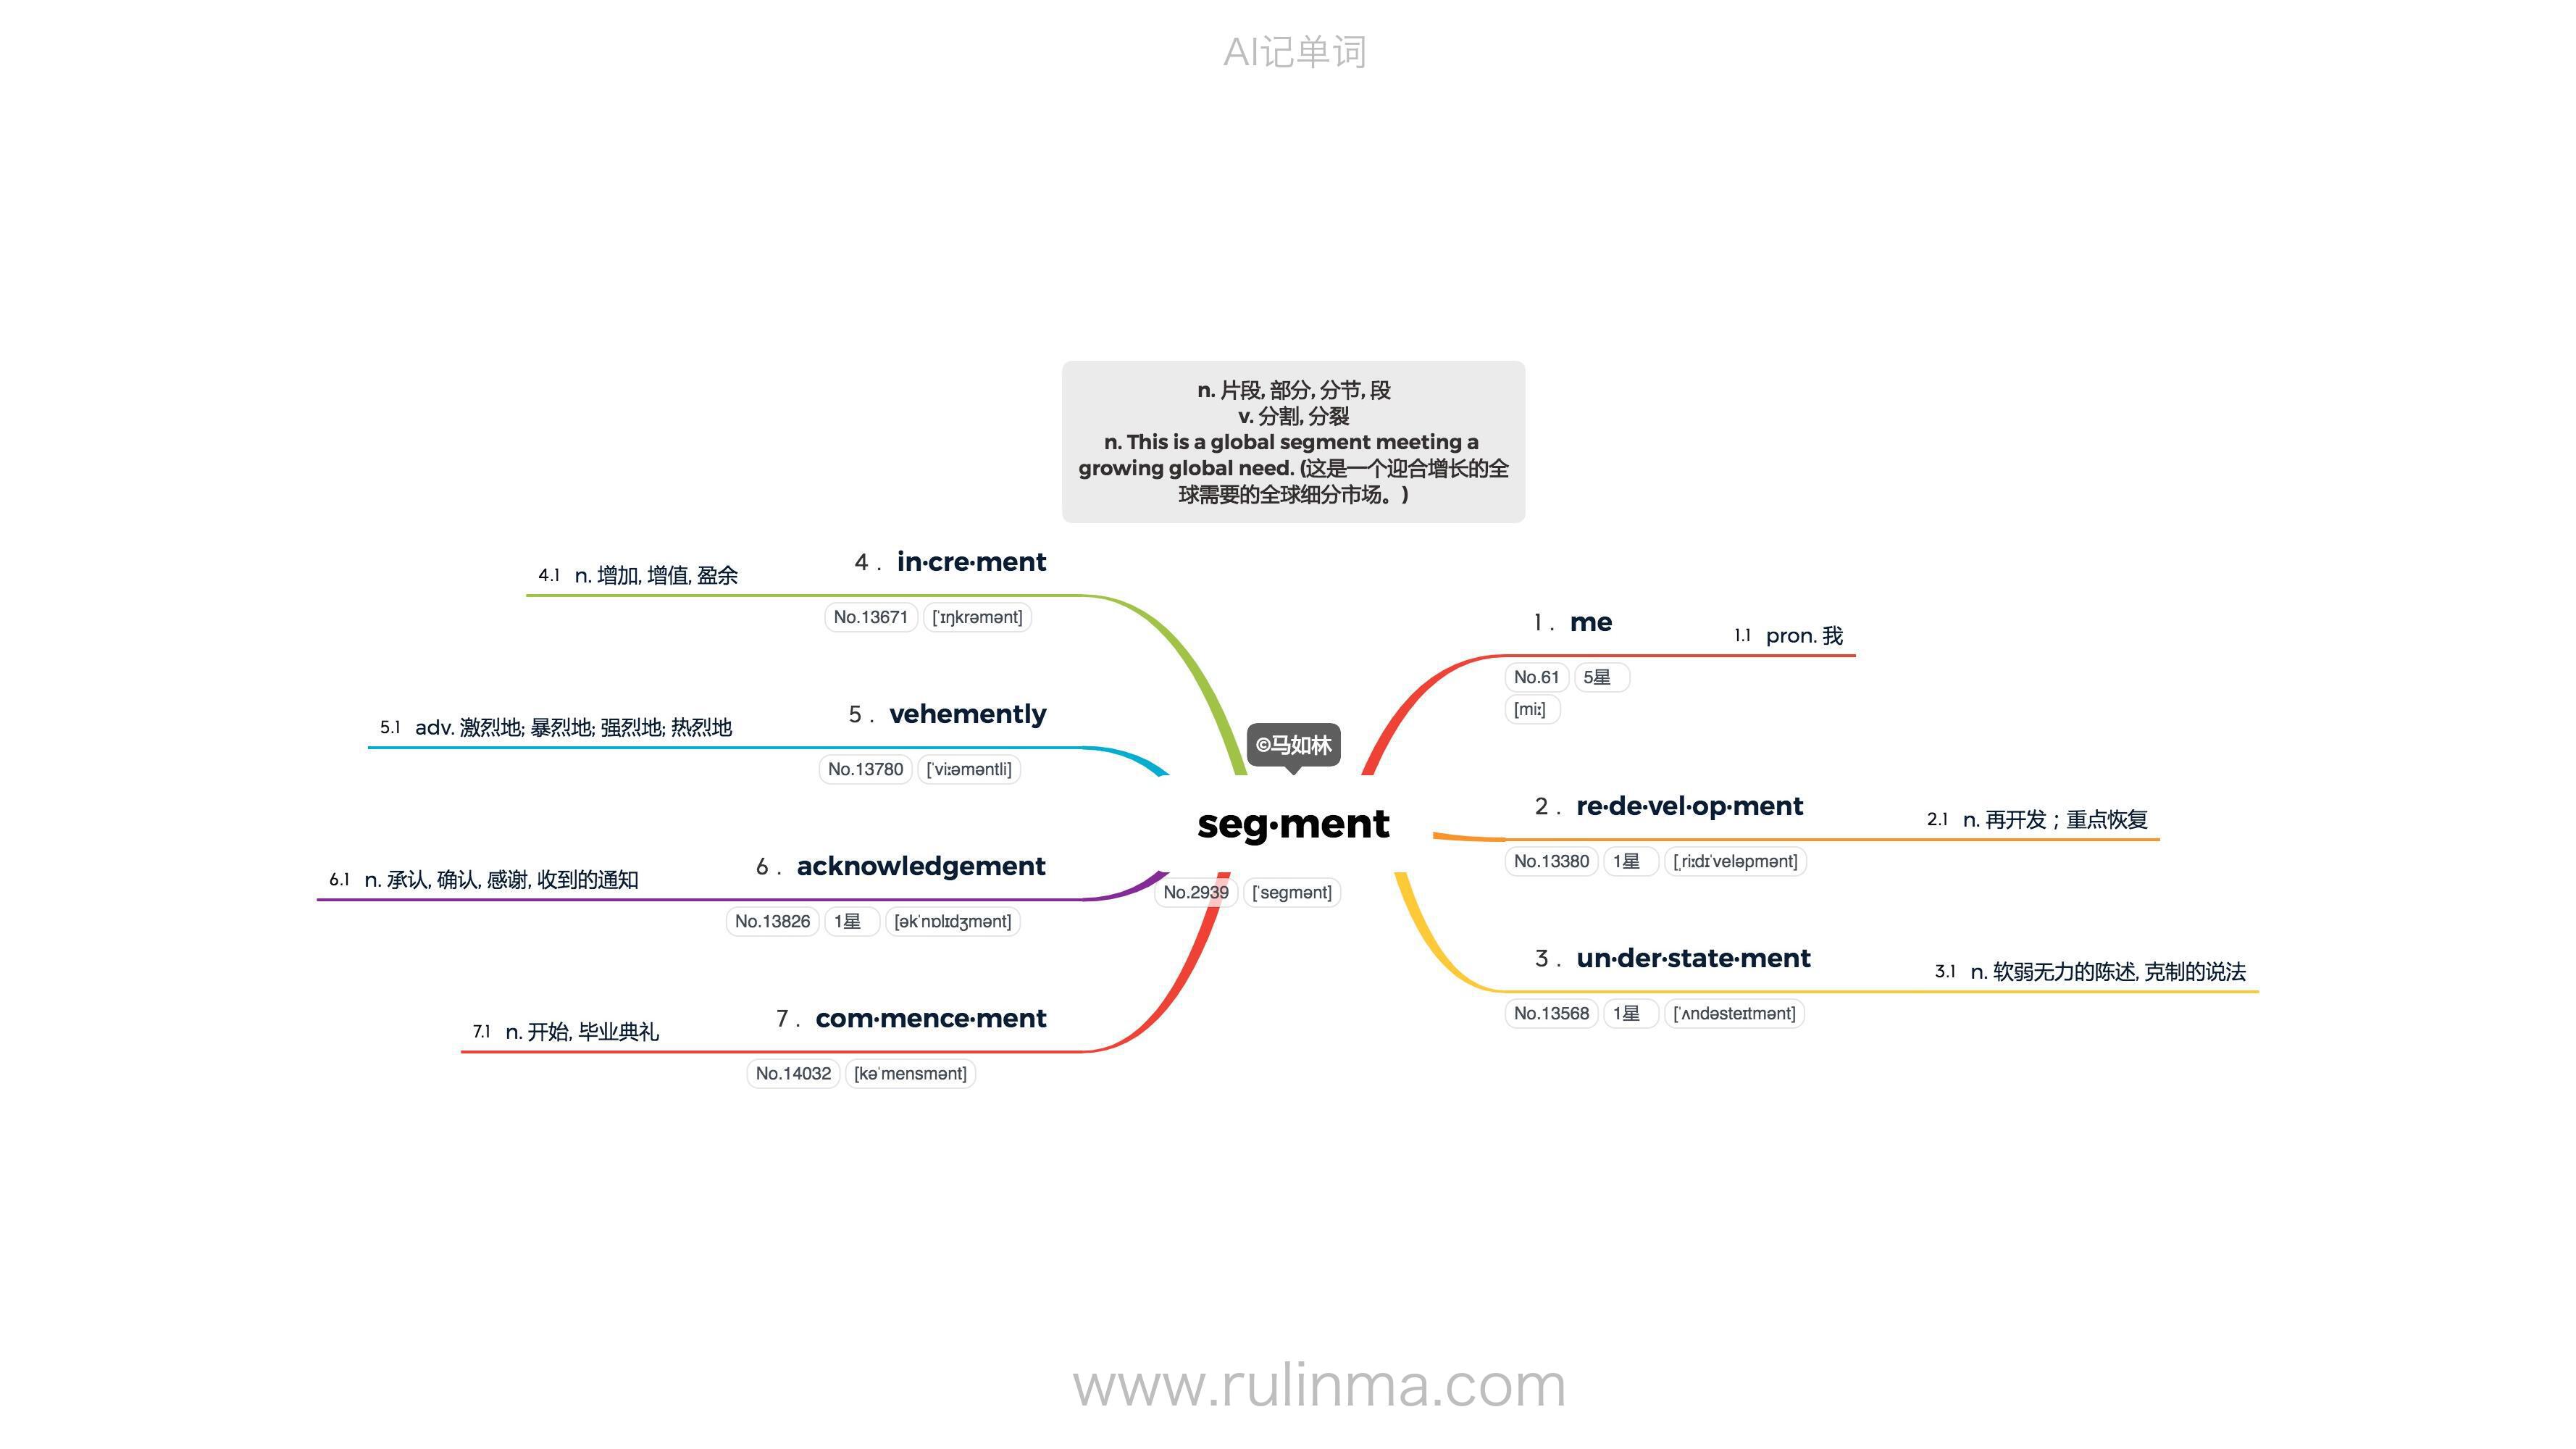 AI记单词
n. 片段, 部分, 分节, 段
v. 分割, 分裂
n. This is a global segment meeting a
growing global need. (这是一个迎合增长的全
球需要的全球细分市场。)
©马如林
seg·ment
No.2939 [ˈsegmənt]
1 . me
1.1 pron. 我
No.61 5星
[miː]
2 . re·de·vel·op·ment
2.1 n. 再开发；重点恢复
No.13380 1星 [ˌriːdɪˈveləpmənt]
3 . un·der·state·ment
3.1 n. 软弱无力的陈述, 克制的说法
No.13568 1星 [ˈʌndəsteɪtmənt]
4 . in·cre·ment
4.1 n. 增加, 增值, 盈余
No.13671 [ˈɪŋkrəmənt]
5 . vehemently
5.1 adv. 激烈地; 暴烈地; 强烈地; 热烈地
No.13780 [ˈviːəməntli]
6 . acknowledgement
6.1 n. 承认, 确认, 感谢, 收到的通知
No.13826 1星 [əkˈnɒlɪdʒmənt]
7 . com·mence·ment
7.1 n. 开始, 毕业典礼
No.14032 [kəˈmensmənt]
www.rulinma.com